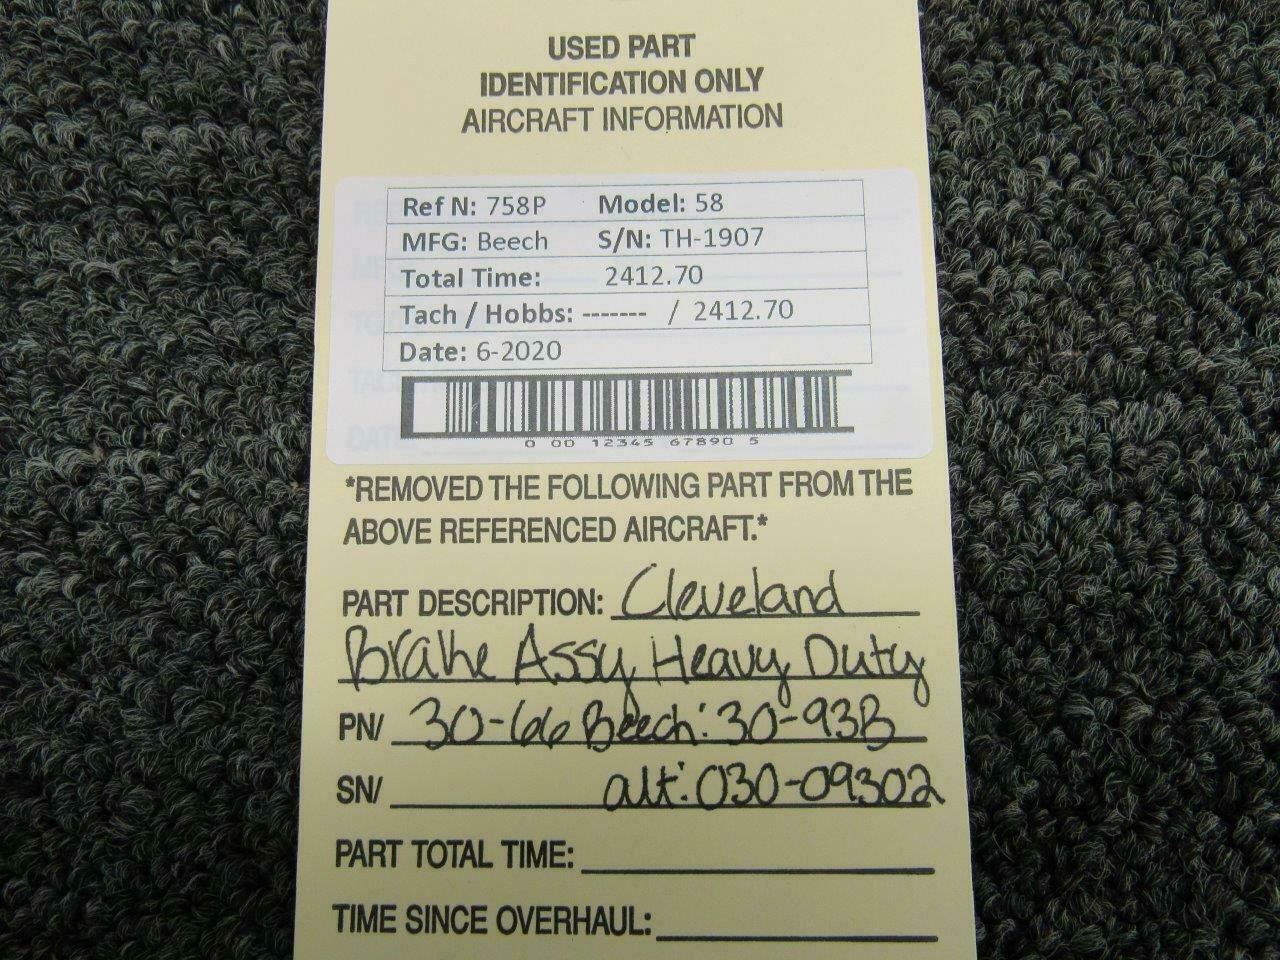 USED PART
IDENTIFICATION ONLY
AIRCRAFT INFORMATION
Ref N: 758P Model: 58
MFG: Beech S/N: TH-1907
Total Time: 2412.70
Tach / Hobbs: ------- / 2412.70
Date: 6-2020
0 00 12345 67890 5
*REMOVED THE FOLLOWING PART FROM THE
ABOVE REFERENCED AIRCRAFT.*
PART DESCRIPTION: Cleveland
Brake Assy Heavy Duty
PN/ 30-66 Beech: 30-93B
SN/ alt: 030-09302
PART TOTAL TIME:
TIME SINCE OVERHAUL: